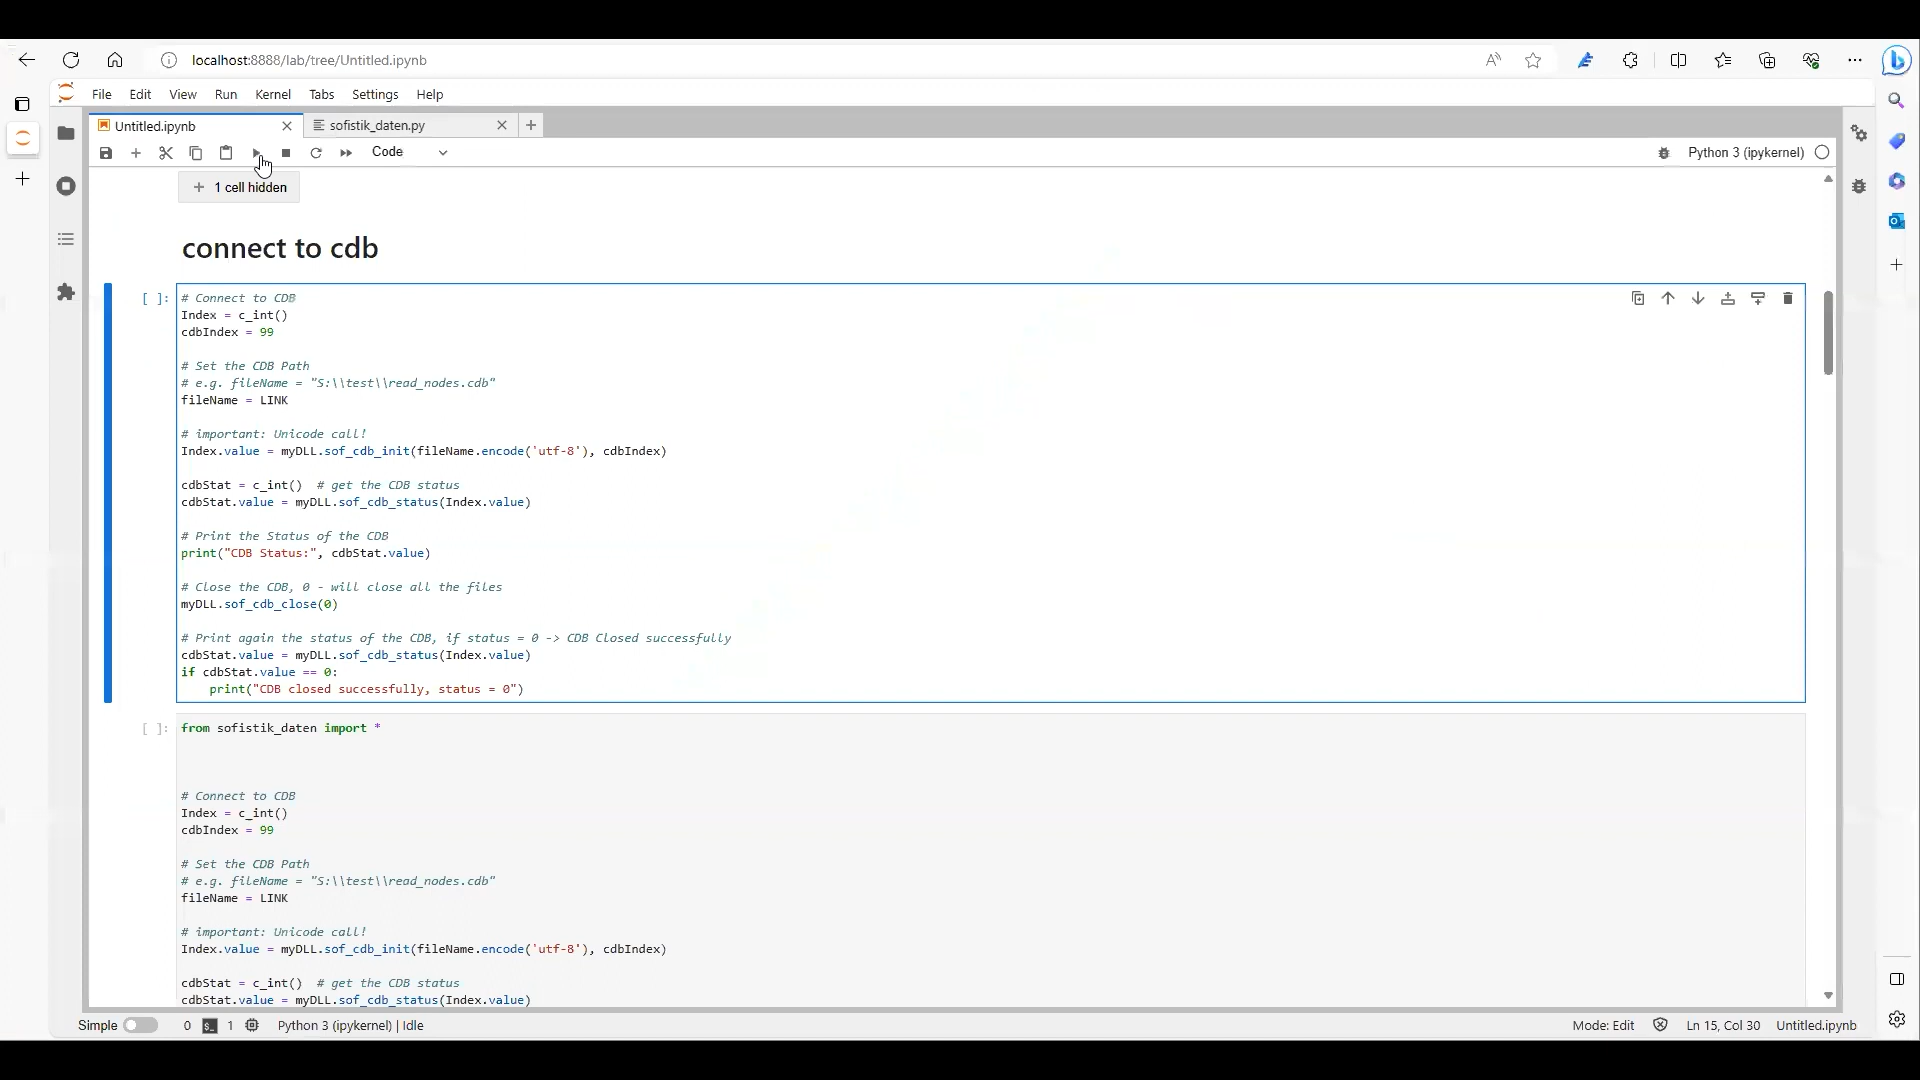 localhost:8888/lab/tree/Untitled.ipynb
File Edit View Run Kernel Tabs Settings Help
Untitled.ipynb
sofistik_daten.py
Code
Python 3 (ipykernel)
1 cell hidden
connect to cdb
[ ]:
# Connect to CDB
Index = c_int()
cdbIndex = 99
# Set the CDB Path
# e.g. fileName = "S:\\test\\read_nodes.cdb"
fileName = LINK
# important: Unicode call!
Index.value = myDLL.sof_cdb_init(fileName.encode('utf-8'), cdbIndex)
cdbStat = c_int()  # get the CDB status
cdbStat.value = myDLL.sof_cdb_status(Index.value)
# Print the Status of the CDB
print("CDB Status:", cdbStat.value)
# Close the CDB, 0 - will close all the files
myDLL.sof_cdb_close(0)
# Print again the status of the CDB, if status = 0 -> CDB Closed successfully
cdbStat.value = myDLL.sof_cdb_status(Index.value)
if cdbStat.value == 0:
    print("CDB closed successfully, status = 0")
[ ]:
from sofistik_daten import *
# Connect to CDB
Index = c_int()
cdbIndex = 99
# Set the CDB Path
# e.g. fileName = "S:\\test\\read_nodes.cdb"
fileName = LINK
# important: Unicode call!
Index.value = myDLL.sof_cdb_init(fileName.encode('utf-8'), cdbIndex)
cdbStat = c_int()  # get the CDB status
cdbStat.value = myDLL.sof_cdb_status(Index.value)
Simple 0 1 Python 3 (ipykernel) | Idle
Mode: Edit Ln 15, Col 30 Untitled.ipynb